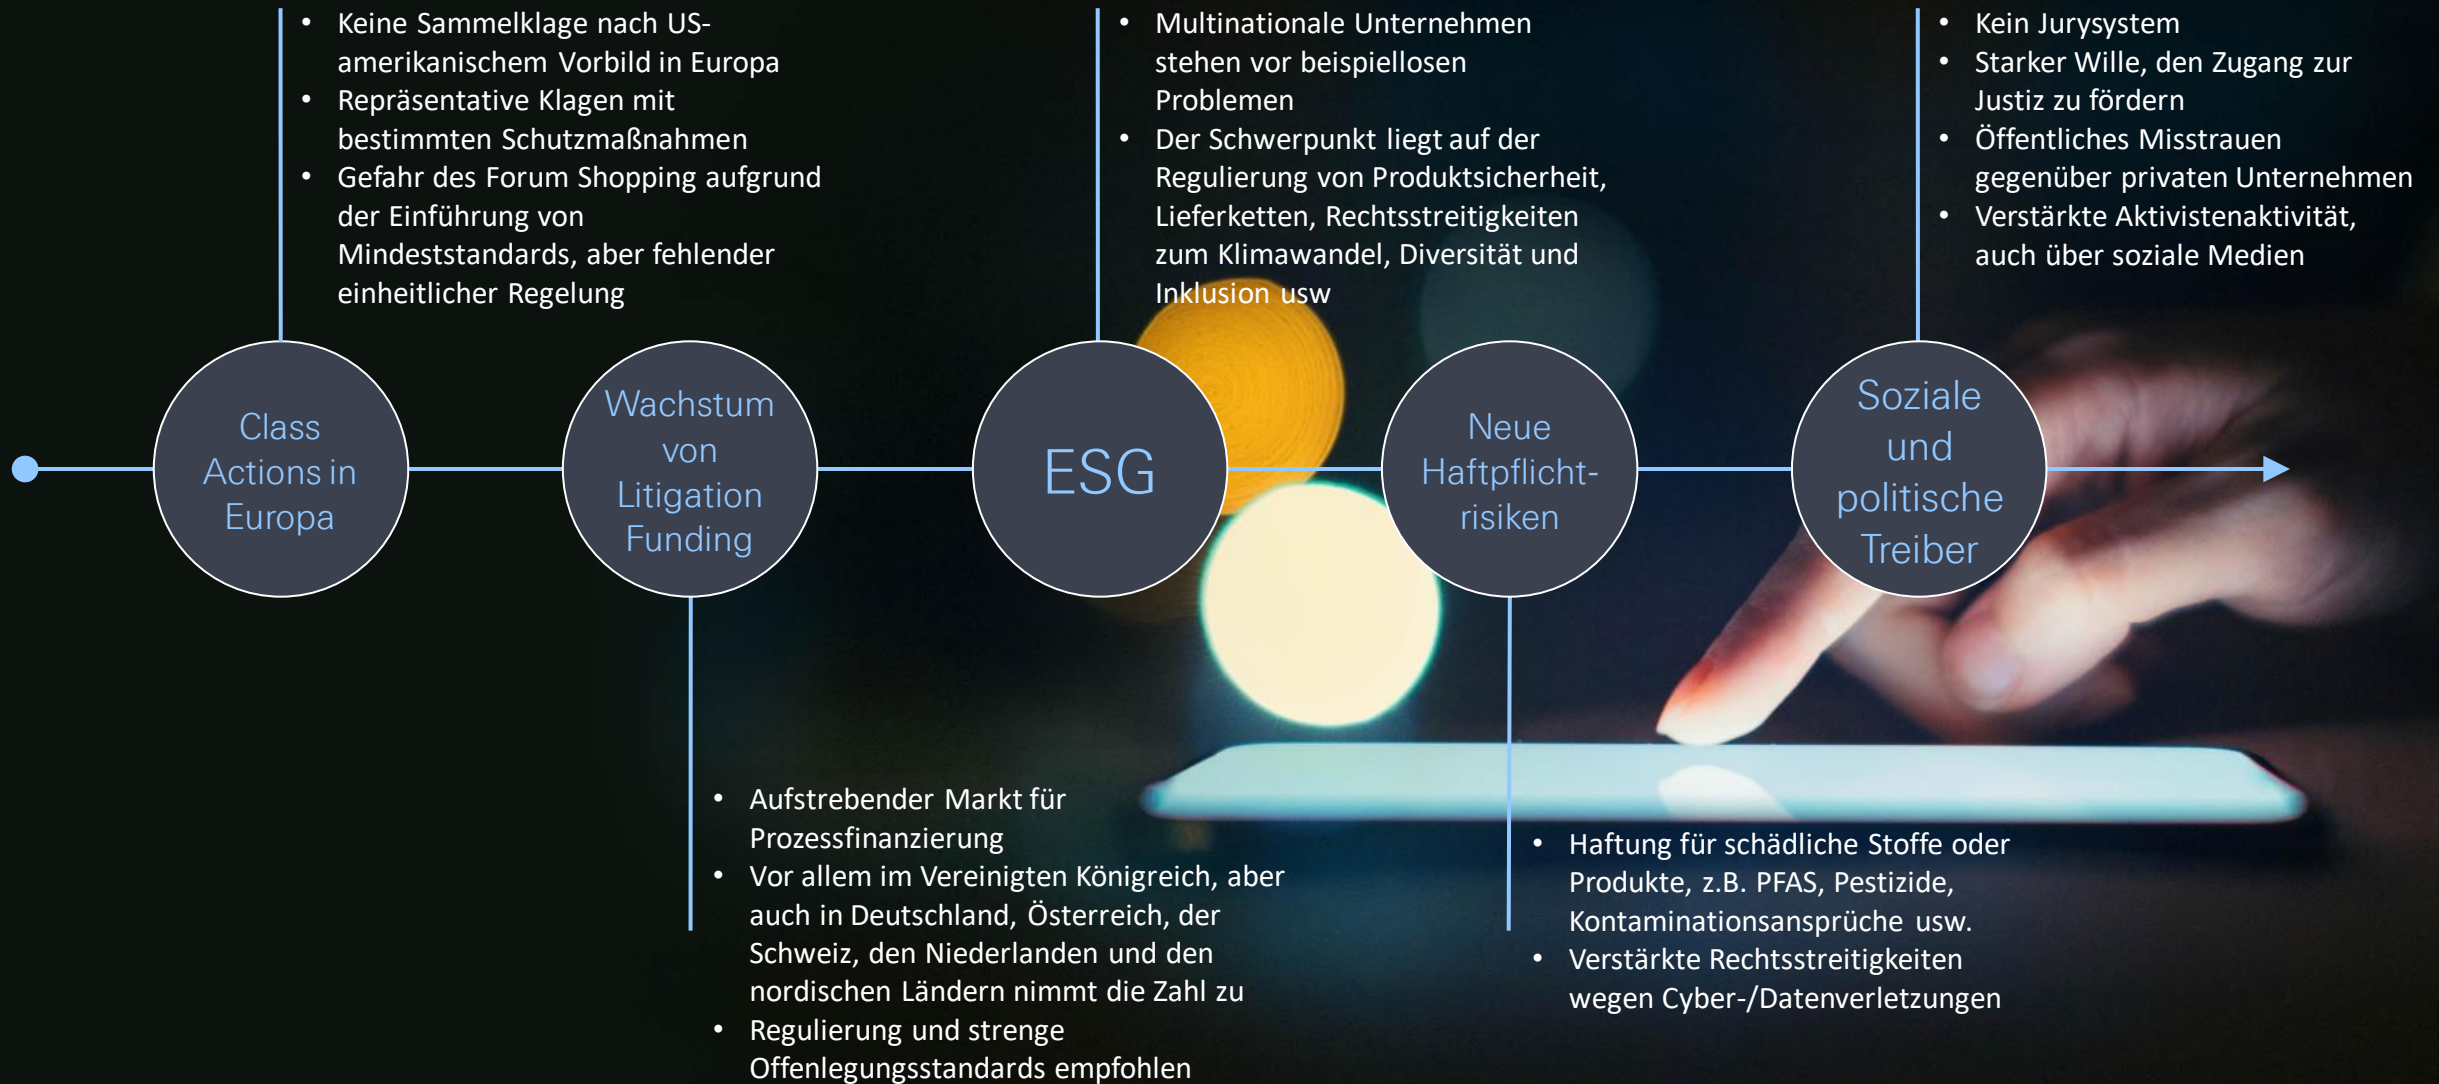 • Keine Sammelklage nach US-
amerikanischem Vorbild in Europa
• Repräsentative Klagen mit
bestimmten Schutzmaßnahmen
• Gefahr des Forum Shopping aufgrund
der Einführung von
Mindeststandards, aber fehlender
einheitlicher Regelung
• Multinationale Unternehmen
stehen vor beispiellosen
Problemen
• Der Schwerpunkt liegt auf der
Regulierung von Produktsicherheit,
Lieferketten, Rechtsstreitigkeiten
zum Klimawandel, Diversität und
Inklusion usw
• Kein Jurysystem
• Starker Wille, den Zugang zur
Justiz zu fördern
• Öffentliches Misstrauen
gegenüber privaten Unternehmen
• Verstärkte Aktivistenaktivität,
auch über soziale Medien
Class
Actions in
Europa
Wachstum
von
Litigation
Funding
ESG
Neue
Haftpflicht-
risiken
Soziale
und
politische
Treiber
• Aufstrebender Markt für
Prozessfinanzierung
• Vor allem im Vereinigten Königreich, aber
auch in Deutschland, Österreich, der
Schweiz, den Niederlanden und den
nordischen Ländern nimmt die Zahl zu
• Regulierung und strenge
Offenlegungsstandards empfohlen
• Haftung für schädliche Stoffe oder
Produkte, z.B. PFAS, Pestizide,
Kontaminationsansprüche usw.
• Verstärkte Rechtsstreitigkeiten
wegen Cyber-/Datenverletzungen